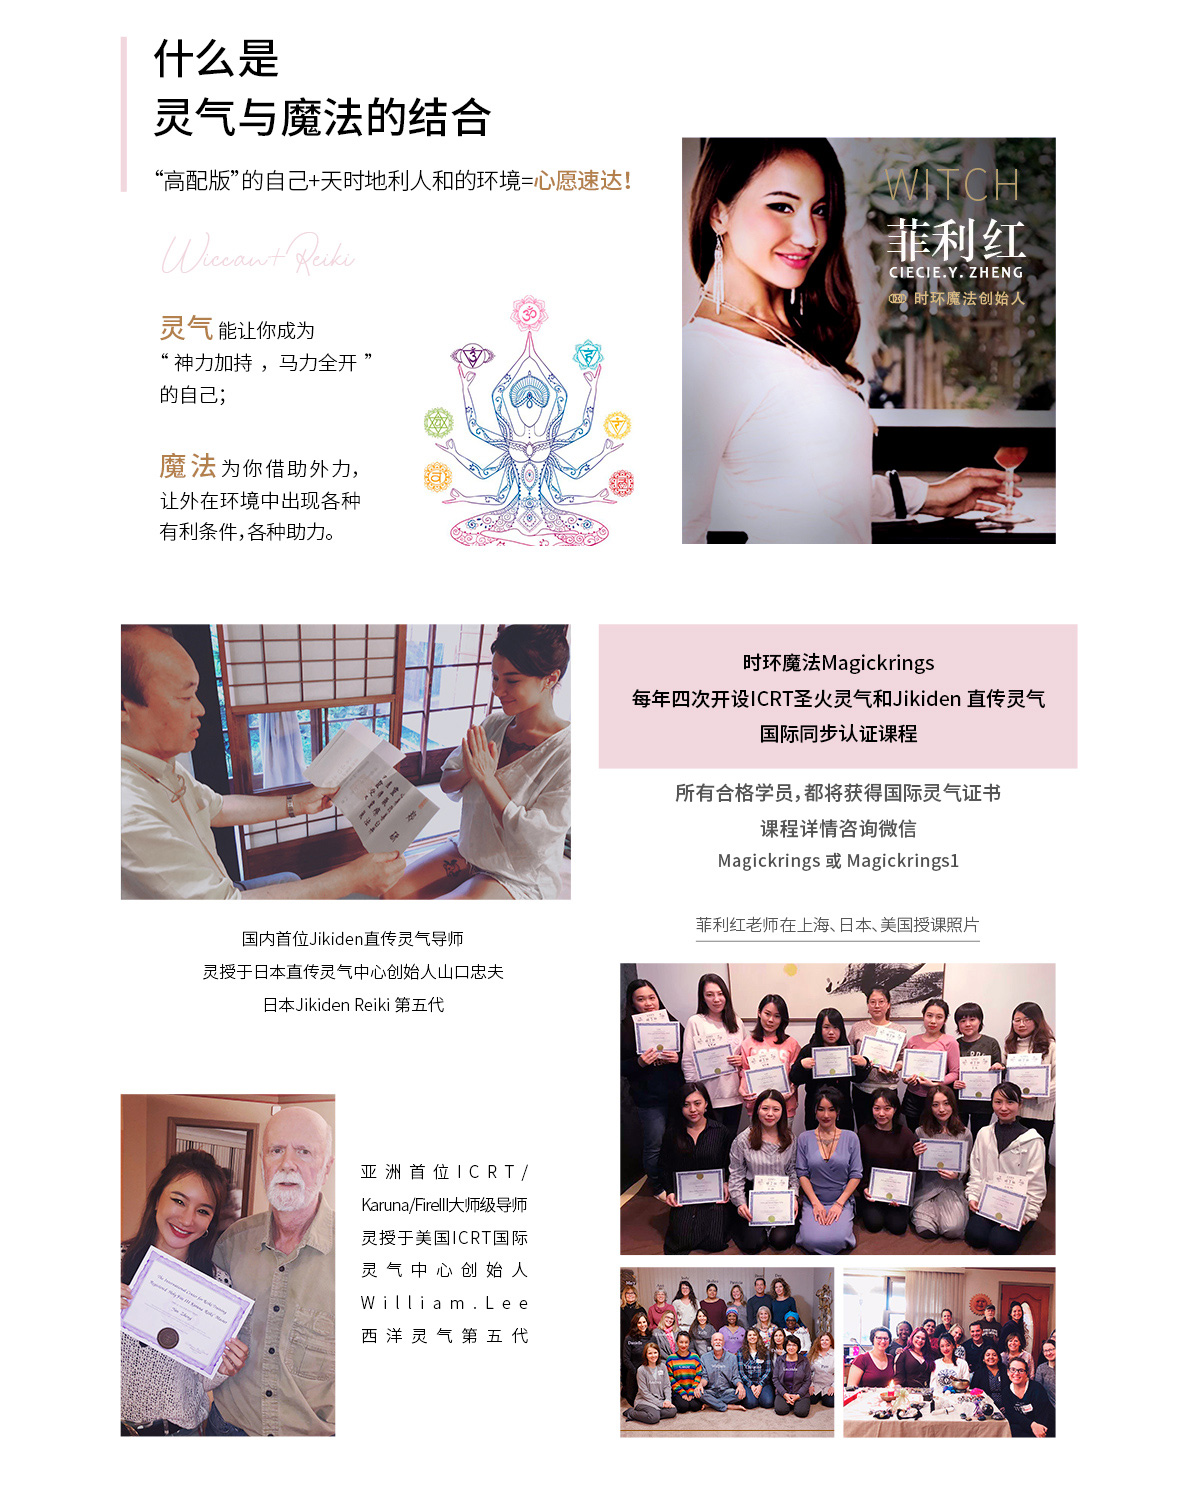 什么是
灵气与魔法的结合
“高配版”的自己+天时地利人和的环境=心愿速达！
Wiccan+Reiki
灵气 能让你成为
“ 神力加持 ，马力全开 ”
的自己；
魔法 为你借助外力，
让外在环境中出现各种
有利条件，各种助力。
WITCH
菲利红
CIECIE.Y. ZHENG
时环魔法创始人
时环魔法Magickrings
每年四次开设ICRT圣火灵气和Jikiden 直传灵气
国际同步认证课程
所有合格学员，都将获得国际灵气证书
课程详情咨询微信
Magickrings 或 Magickrings1
国内首位Jikiden直传灵气导师
灵授于日本直传灵气中心创始人山口忠夫
日本Jikiden Reiki 第五代
菲利红老师在上海、日本、美国授课照片
亚洲首位ICRT/
Karuna/FireIII大师级导师
灵授于美国ICRT国际
灵气中心创始人
William.Lee
西洋灵气第五代